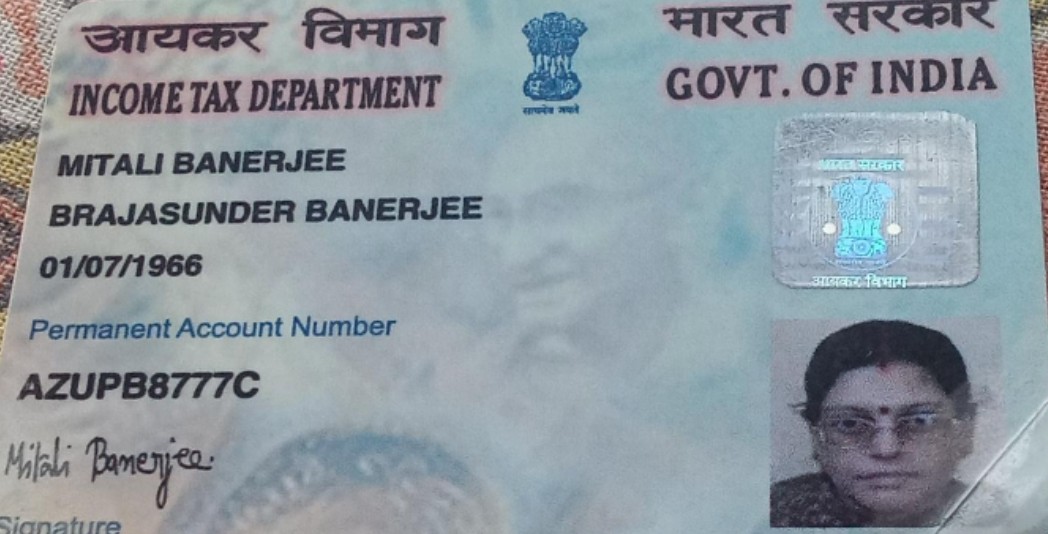 आयकर विभाग
भारत सरकार
INCOME TAX DEPARTMENT
GOVT. OF INDIA
सत्यमेव जयते
MITALI BANERJEE
BRAJASUNDER BANERJEE
01/07/1966
भारत सरकार
आयकर विभाग
Permanent Account Number
AZUPB8777C
Mitali Banerjee.
Signature